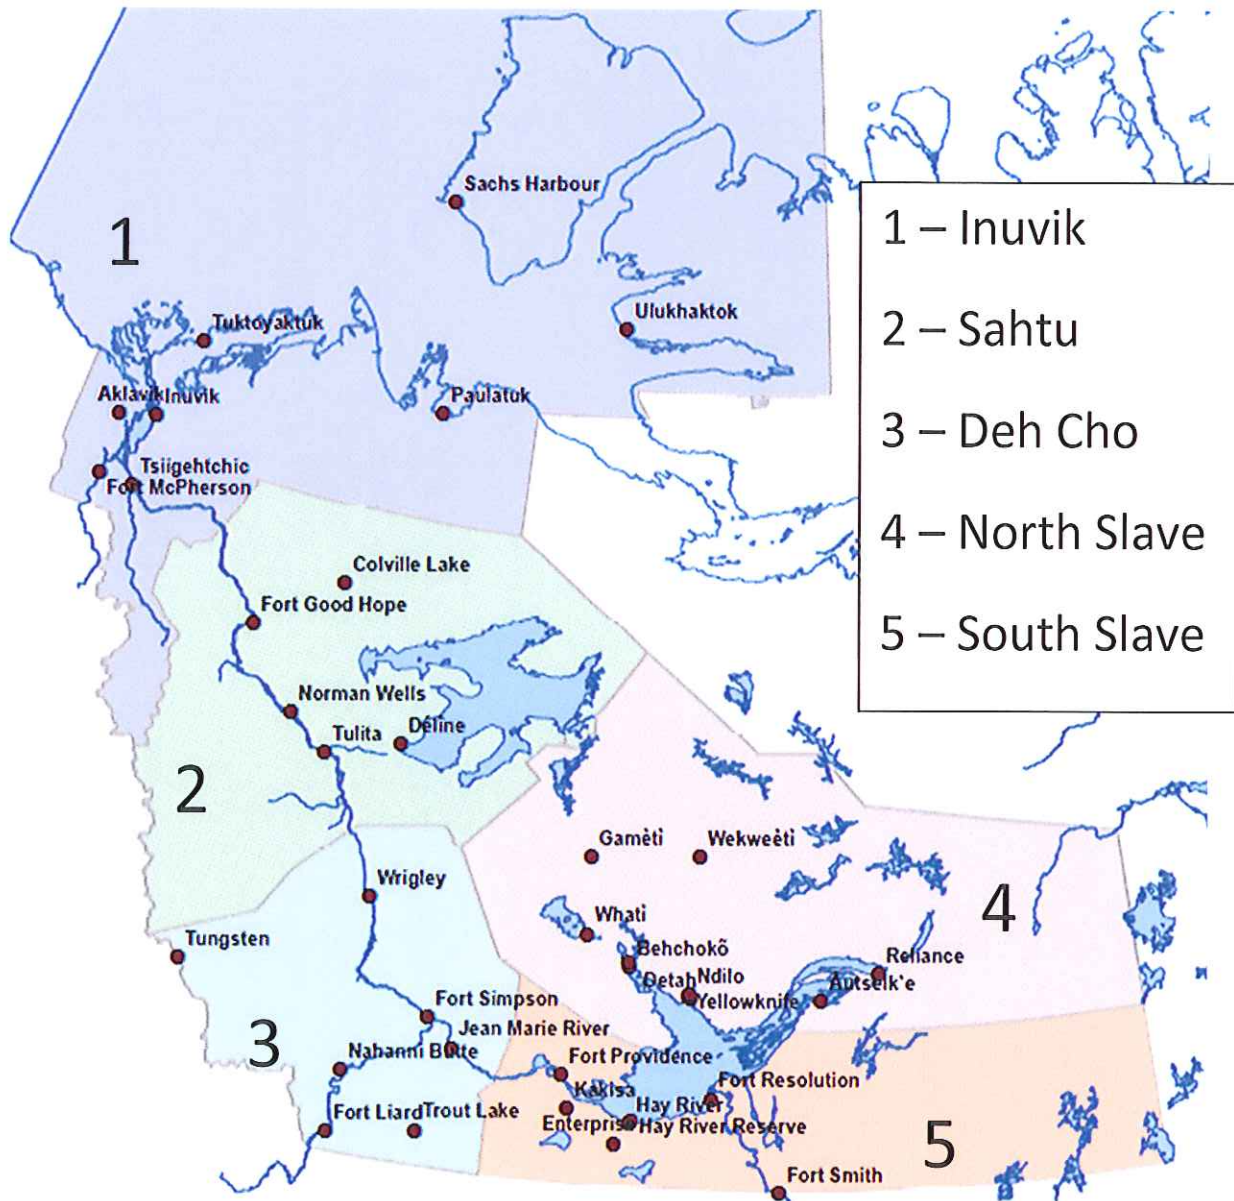 Sachs Harbour
1
Ulukhaktok
Tuktoyaktuk
Aklavik
Inuvik
Paulatuk
Tsiigehtchic
Fort McPherson
Colville Lake
Fort Good Hope
Norman Wells
Tulita
Déline
2
Gamètì
Wekweètì
Wrigley
4
Whatì
Tungsten
Behchokõ
Detah
Ndilo
Yellowknife
Reliance
Łutselk'e
Fort Simpson
Jean Marie River
3
Nahanni Butte
Fort Providence
Kakisa
Fort Resolution
Hay River
Fort Liard
Trout Lake
Enterprise
Hay River Reserve
5
Fort Smith
1 – Inuvik
2 – Sahtu
3 – Deh Cho
4 – North Slave
5 – South Slave